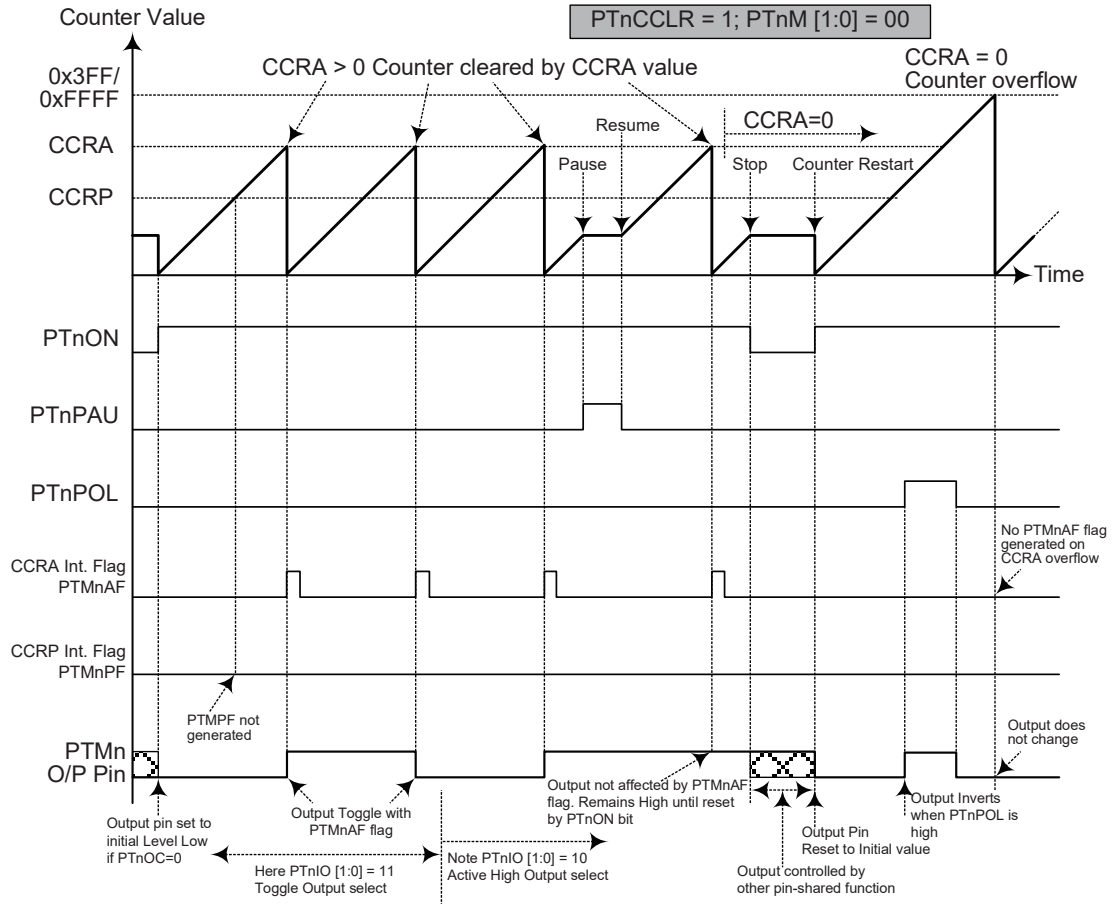 Counter Value
PTnCCLR = 1; PTnM [1:0] = 00
0x3FF/
0xFFFF
CCRA > 0 Counter cleared by CCRA value
CCRA = 0
Counter overflow
CCRA
CCRP
Pause
Resume
CCRA=0
Stop
Counter Restart
Time
PTnON
PTnPAU
PTnPOL
CCRA Int. Flag
PTMnAF
No PTMnAF flag
generated on
CCRA overflow
CCRP Int. Flag
PTMnPF
PTMPF not
generated
PTMn
O/P Pin
Output does
not change
Output pin set to
initial Level Low
if PTnOC=0
Output Toggle with
PTMnAF flag
Output not affected by PTMnAF
flag. Remains High until reset
by PTnON bit
Output Inverts
when PTnPOL is
high
Output Pin
Reset to Initial value
Here PTnIO [1:0] = 11
Toggle Output select
Note PTnIO [1:0] = 10
Active High Output select
Output controlled by
other pin-shared function